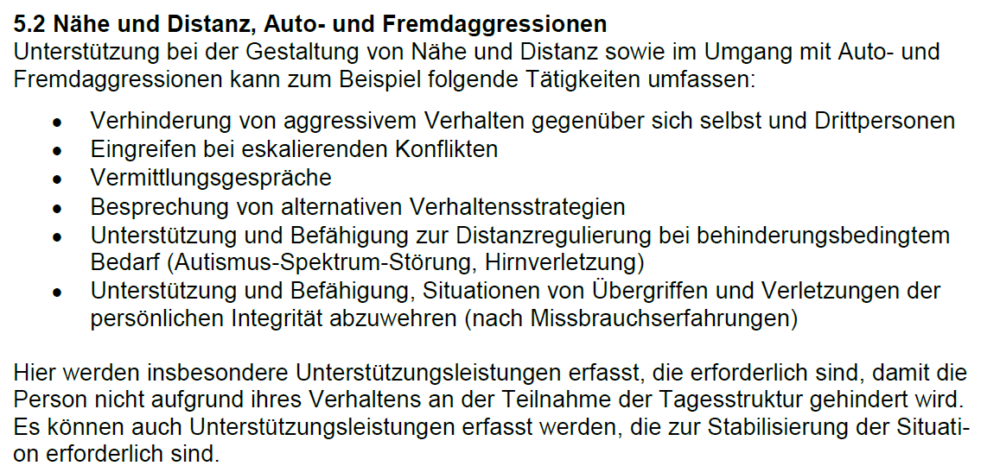 5.2 Nähe und Distanz, Auto- und Fremdaggressionen
Unterstützung bei der Gestaltung von Nähe und Distanz sowie im Umgang mit Auto- und
Fremdaggressionen kann zum Beispiel folgende Tätigkeiten umfassen:
• Verhinderung von aggressivem Verhalten gegenüber sich selbst und Drittpersonen
• Eingreifen bei eskalierenden Konflikten
• Vermittlungsgespräche
• Besprechung von alternativen Verhaltensstrategien
• Unterstützung und Befähigung zur Distanzregulierung bei behinderungsbedingtem
Bedarf (Autismus-Spektrum-Störung, Hirnverletzung)
• Unterstützung und Befähigung, Situationen von Übergriffen und Verletzungen der
persönlichen Integrität abzuwehren (nach Missbrauchserfahrungen)
Hier werden insbesondere Unterstützungsleistungen erfasst, die erforderlich sind, damit die
Person nicht aufgrund ihres Verhaltens an der Teilnahme der Tagesstruktur gehindert wird.
Es können auch Unterstützungsleistungen erfasst werden, die zur Stabilisierung der Situati-
on erforderlich sind.